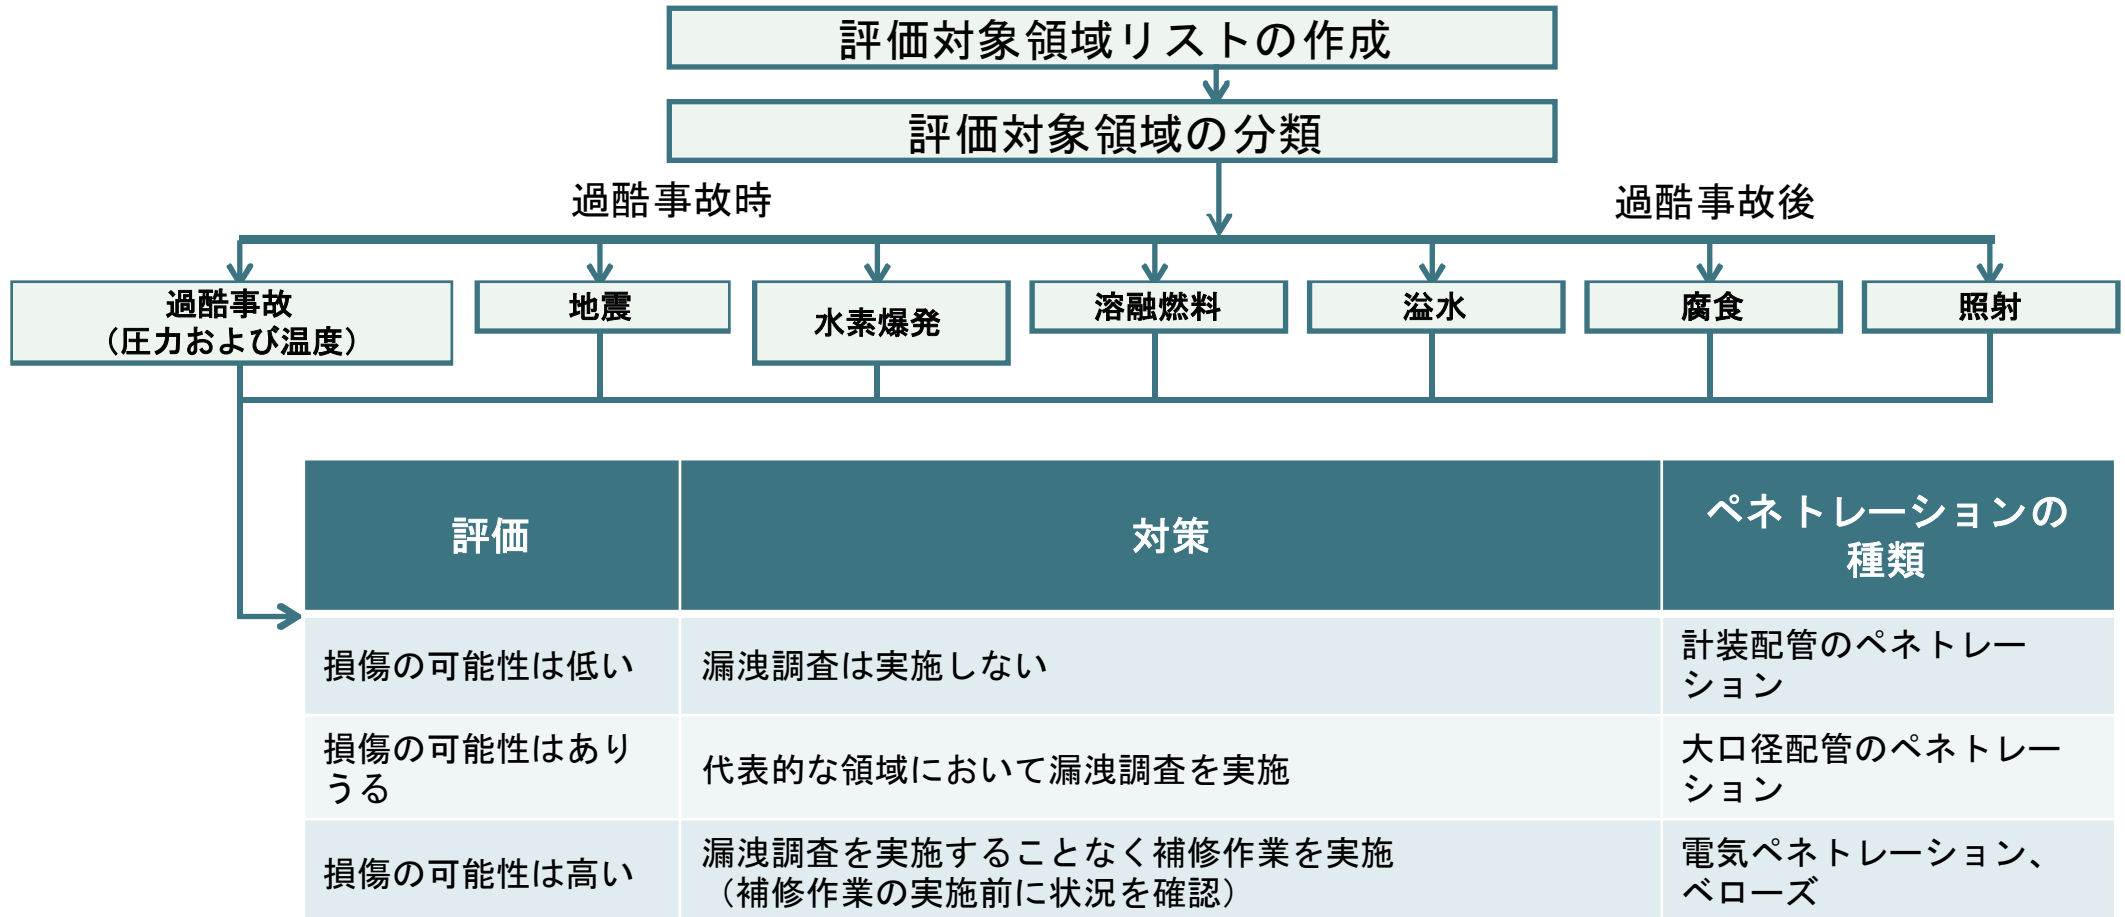 評価対象領域リストの作成
評価対象領域の分類
過酷事故時
過酷事故後
過酷事故
（圧力および温度）
地震
水素爆発
溶融燃料
溢水
腐食
照射
評価
対策
ペネトレーションの
種類
損傷の可能性は低い
漏洩調査は実施しない
計装配管のペネトレー
ション
損傷の可能性はあり
うる
代表的な領域において漏洩調査を実施
大口径配管のペネトレー
ション
損傷の可能性は高い
漏洩調査を実施することなく補修作業を実施
（補修作業の実施前に状況を確認）
電気ペネトレーション、
ベローズ